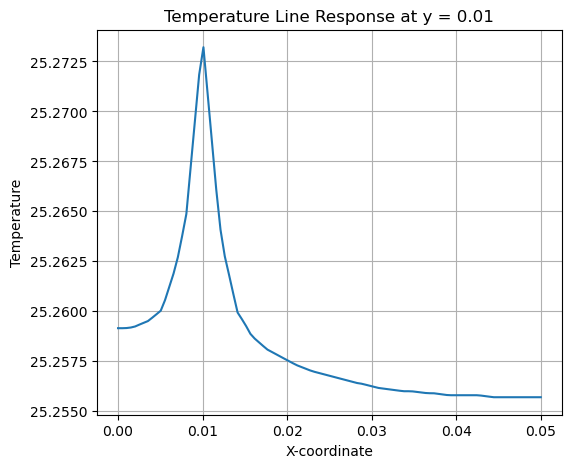 Temperature Line Response at y = 0.01
Temperature
25.2725
25.2700
25.2675
25.2650
25.2625
25.2600
25.2575
25.2550
0.00 0.01 0.02 0.03 0.04 0.05
X-coordinate